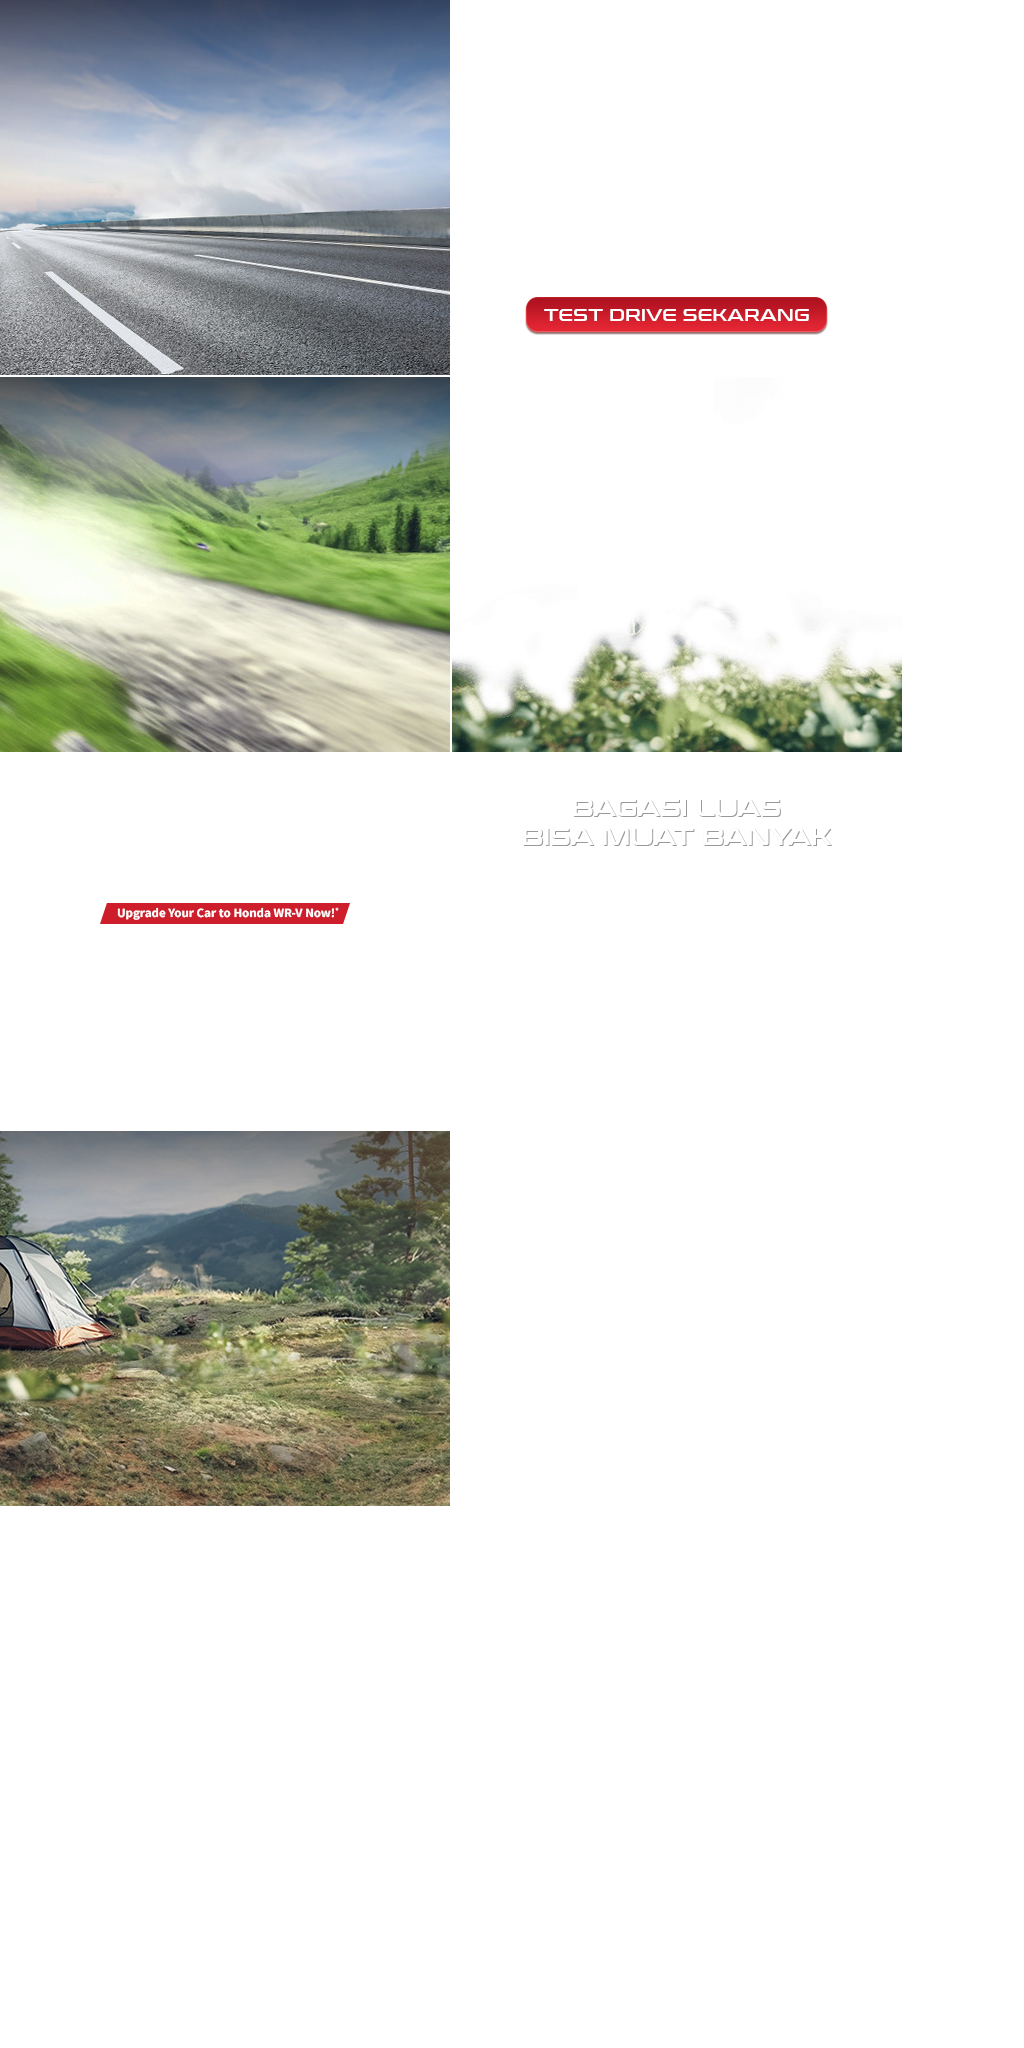 TEST DRIVE SEKARANG
BAGASI LUAS
BISA MUAT BANYAK
Upgrade Your Car to Honda WR-V Now!*